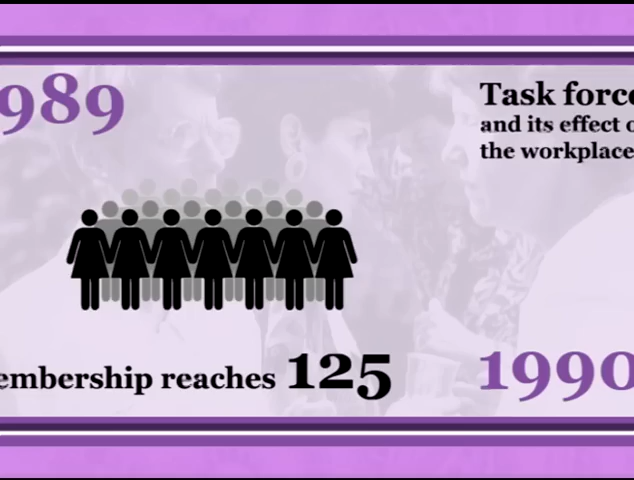 989
Task force
and its effect o
the workplace
embership reaches 125
1990